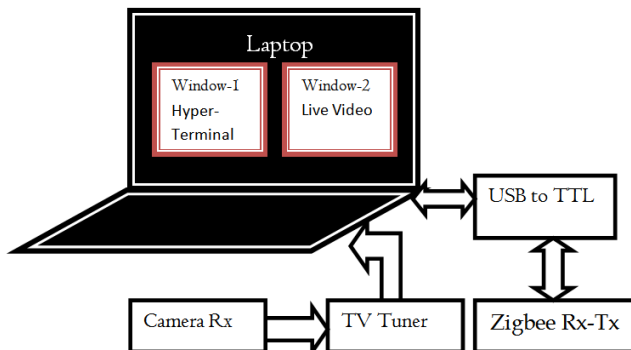 Laptop
Window-1
Hyper-
Terminal
Window-2
Live Video
USB to TTL
Camera Rx
TV Tuner
Zigbee Rx-Tx